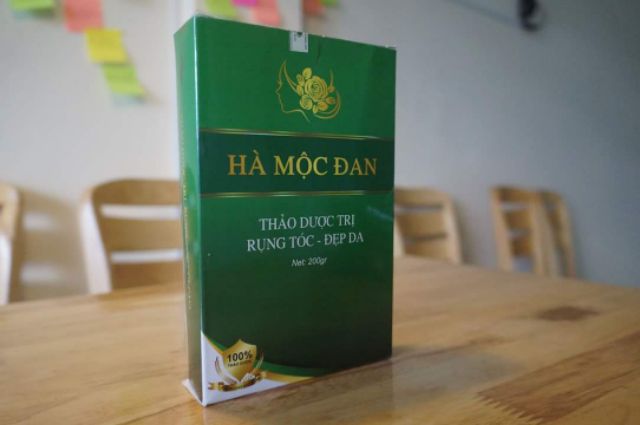 HÀ MỘC ĐAN
THẢO DƯỢC TRỊ
RỤNG TÓC - ĐẸP DA
Net: 200gr
100%